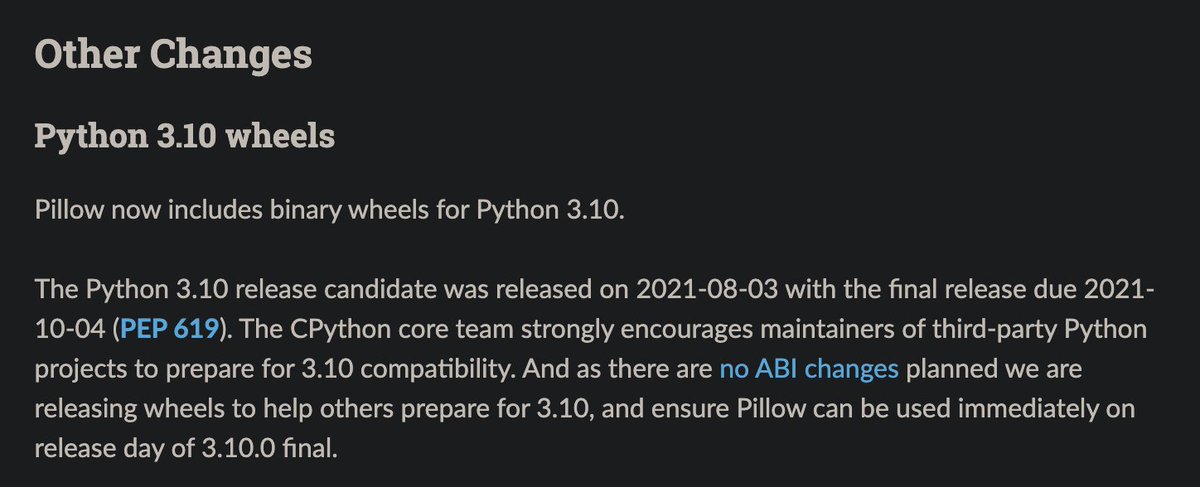 Other Changes
Python 3.10 wheels
Pillow now includes binary wheels for Python 3.10.
The Python 3.10 release candidate was released on 2021-08-03 with the final release due 2021-
10-04 (PEP 619). The CPython core team strongly encourages maintainers of third-party Python
projects to prepare for 3.10 compatibility. And as there are no ABI changes planned we are
releasing wheels to help others prepare for 3.10, and ensure Pillow can be used immediately on
release day of 3.10.0 final.